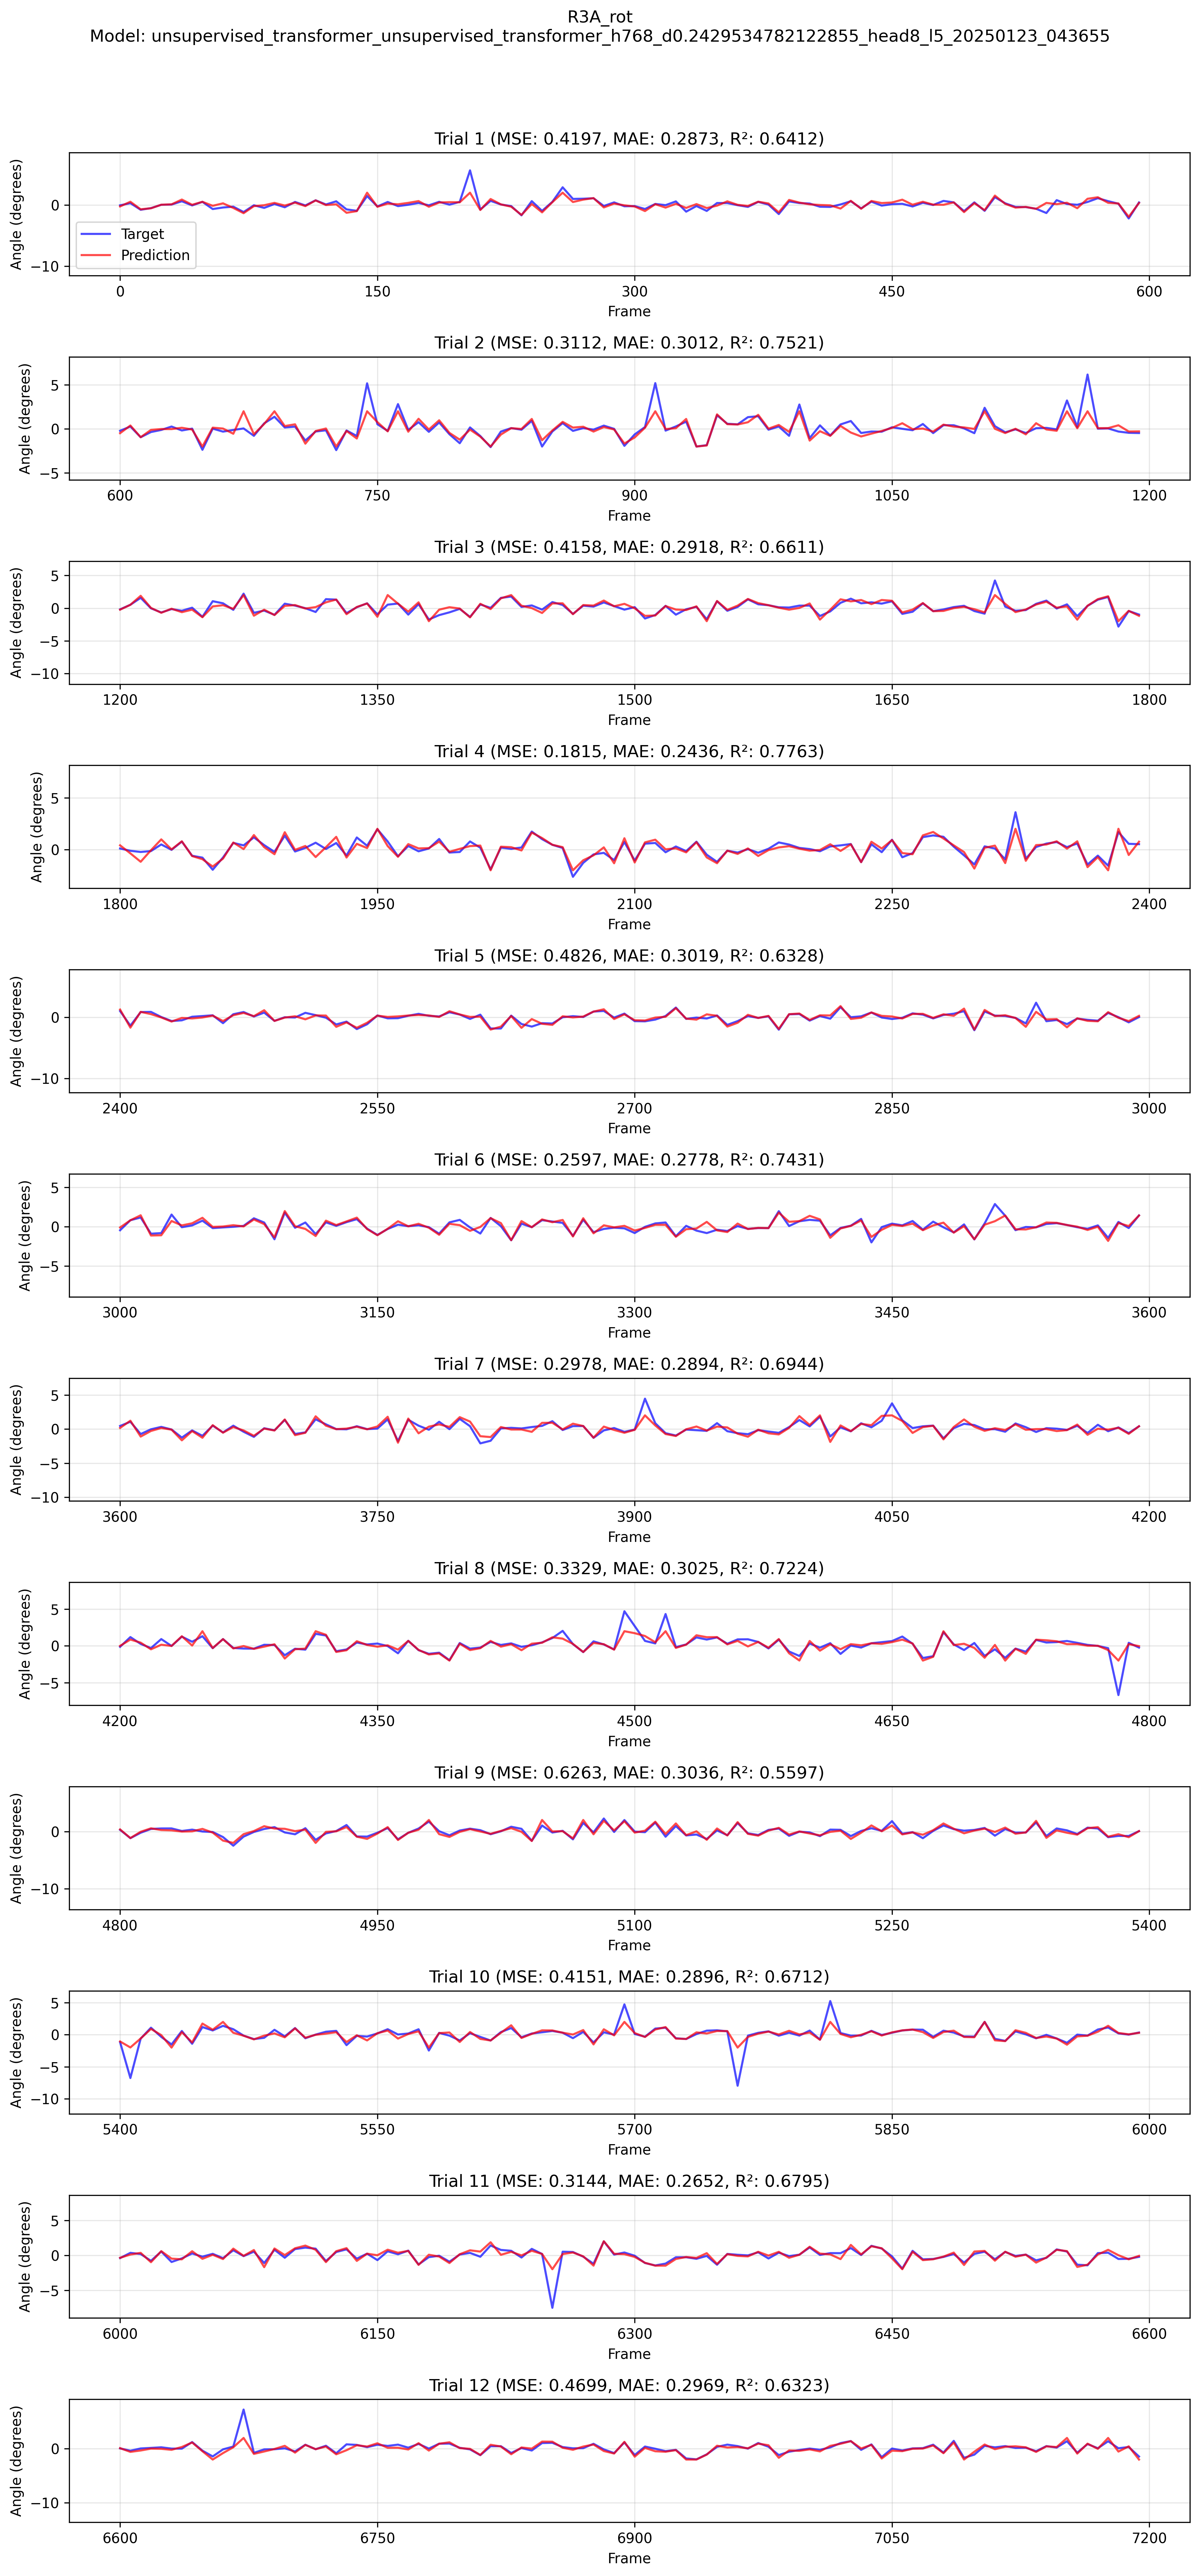 R3A_rot
Model: unsupervised_transformer_unsupervised_transformer_h768_d0.2429534782122855_head8_l5_20250123_043655
Trial 1 (MSE: 0.4197, MAE: 0.2873, R²: 0.6412)
Angle (degrees)
0
−10
Target
Prediction
0 150 300 450 600
Frame
Trial 2 (MSE: 0.3112, MAE: 0.3012, R²: 0.7521)
Angle (degrees)
5
0
−5
600 750 900 1050 1200
Frame
Trial 3 (MSE: 0.4158, MAE: 0.2918, R²: 0.6611)
Angle (degrees)
5
0
−5
−10
1200 1350 1500 1650 1800
Frame
Trial 4 (MSE: 0.1815, MAE: 0.2436, R²: 0.7763)
Angle (degrees)
5
0
1800 1950 2100 2250 2400
Frame
Trial 5 (MSE: 0.4826, MAE: 0.3019, R²: 0.6328)
Angle (degrees)
0
−10
2400 2550 2700 2850 3000
Frame
Trial 6 (MSE: 0.2597, MAE: 0.2778, R²: 0.7431)
Angle (degrees)
5
0
−5
3000 3150 3300 3450 3600
Frame
Trial 7 (MSE: 0.2978, MAE: 0.2894, R²: 0.6944)
Angle (degrees)
5
0
−5
−10
3600 3750 3900 4050 4200
Frame
Trial 8 (MSE: 0.3329, MAE: 0.3025, R²: 0.7224)
Angle (degrees)
5
0
−5
4200 4350 4500 4650 4800
Frame
Trial 9 (MSE: 0.6263, MAE: 0.3036, R²: 0.5597)
Angle (degrees)
0
−10
4800 4950 5100 5250 5400
Frame
Trial 10 (MSE: 0.4151, MAE: 0.2896, R²: 0.6712)
Angle (degrees)
5
0
−5
−10
5400 5550 5700 5850 6000
Frame
Trial 11 (MSE: 0.3144, MAE: 0.2652, R²: 0.6795)
Angle (degrees)
5
0
−5
6000 6150 6300 6450 6600
Frame
Trial 12 (MSE: 0.4699, MAE: 0.2969, R²: 0.6323)
Angle (degrees)
0
−10
6600 6750 6900 7050 7200
Frame